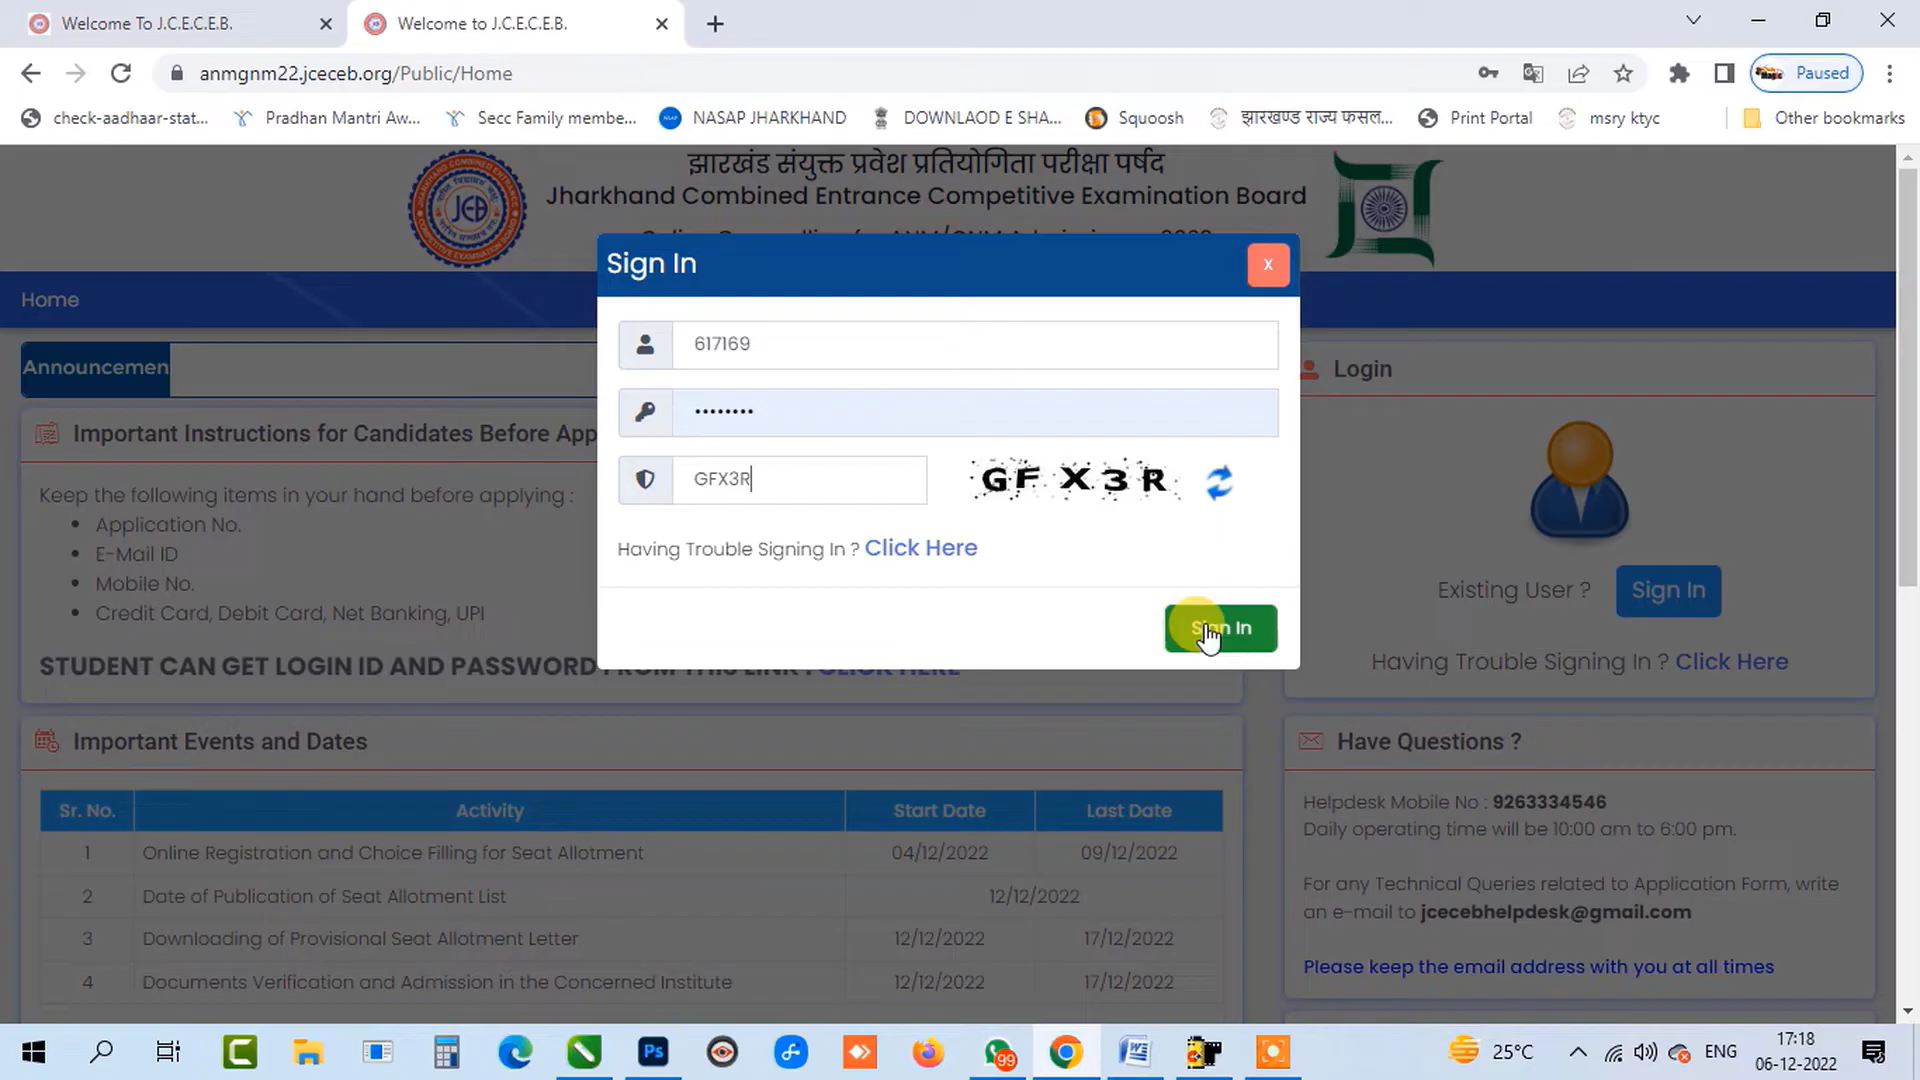 Welcome To J.C.E.C.E.B.
Welcome to J.C.E.C.E.B.
anmgnm22.jceceb.org/Public/Home
Paused
check-aadhaar-stat...
Pradhan Mantri Aw...
Secc Family membe...
NASAP JHARKHAND
DOWNLAOD E SHA...
Squoosh
झारखण्ड राज्य फसल...
Print Portal
msry ktyc
Other bookmarks
झारखंड संयुक्त प्रवेश प्रतियोगिता परीक्षा पर्षद
Jharkhand Combined Entrance Competitive Examination Board
JCEB
Home
Sign In
X
617169
••••••••
GFX3R
GF X 3 R
Having Trouble Signing In ? Click Here
Sign In
Announcemen
Important Instructions for Candidates Before App
Keep the following items in your hand before applying :
Application No.
E-Mail ID
Mobile No.
Credit Card, Debit Card, Net Banking, UPI
STUDENT CAN GET LOGIN ID AND PASSWORD
Login
Existing User ? Sign In
Having Trouble Signing In ? Click Here
Important Events and Dates
Sr. No. Activity Start Date Last Date
1 Online Registration and Choice Filling for Seat Allotment 04/12/2022 09/12/2022
2 Date of Publication of Seat Allotment List 12/12/2022
3 Downloading of Provisional Seat Allotment Letter 12/12/2022 17/12/2022
4 Documents Verification and Admission in the Concerned Institute 12/12/2022 17/12/2022
Have Questions ?
Helpdesk Mobile No : 9263334546
Daily operating time will be 10:00 am to 6:00 pm.
For any Technical Queries related to Application Form, write
an e-mail to jcecebhelpdesk@gmail.com
Please keep the email address with you at all times
Ps
99
25°C
ENG
17:18
06-12-2022